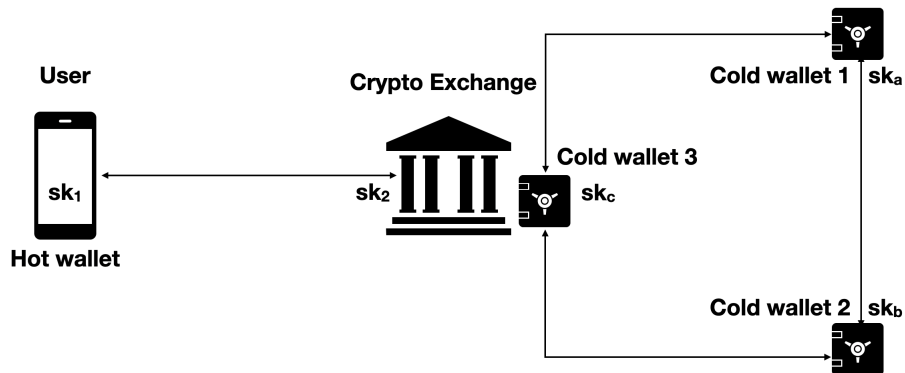 User
sk₁
Hot wallet
Crypto Exchange
sk₂
Cold wallet 3
skc
Cold wallet 1 skₐ
Cold wallet 2 skb